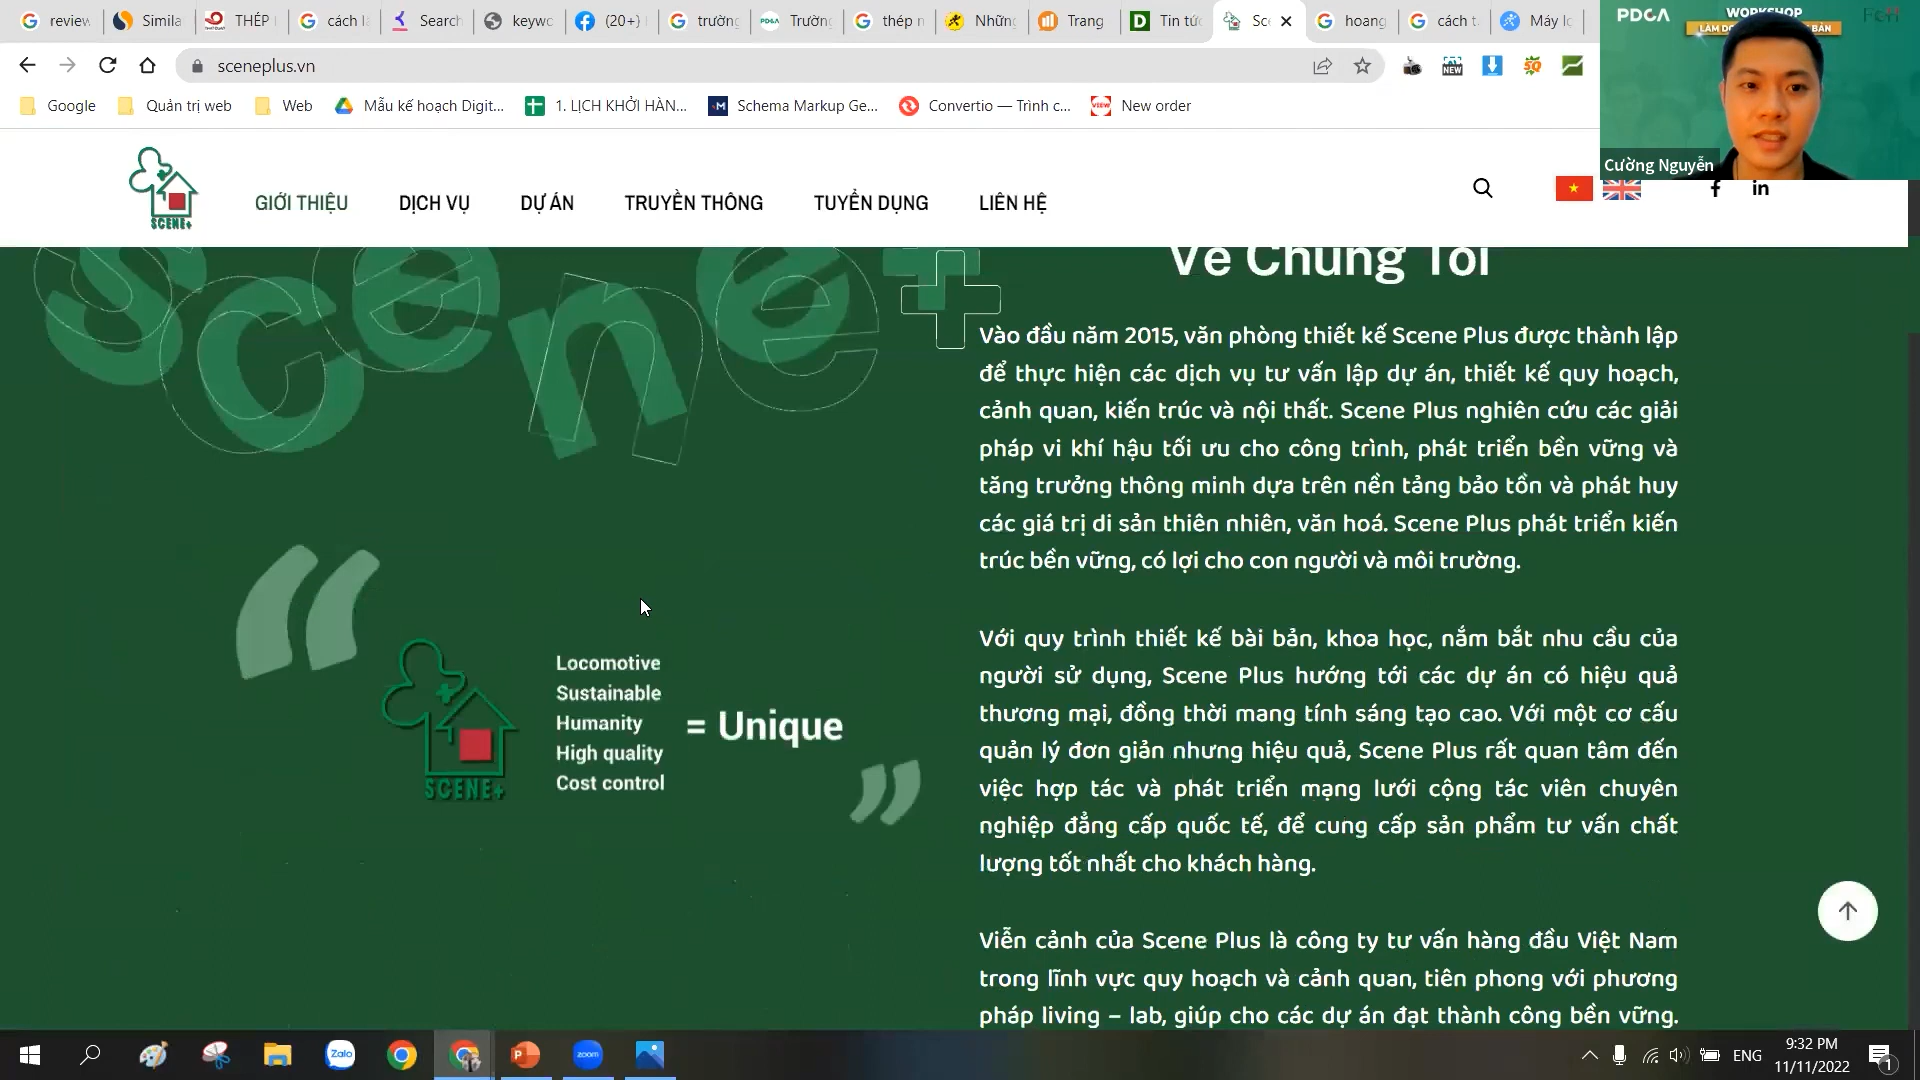 review
Simila
THÉP
cách l
Search
keywo
(20+)
trường
Trườn
thép n
Những
Trang
Tin tức
Sc
hoang
cách t
Máy lọ
sceneplus.vn
Google
Quản trị web
Web
Mẫu kế hoạch Digit...
1. LỊCH KHỞI HÀN...
Schema Markup Ge...
Convertio — Trình c...
New order
PDCA
WORKSHOP
Cường Nguyễn
SCENE+
GIỚI THIỆU
DỊCH VỤ
DỰ ÁN
TRUYỀN THÔNG
TUYỂN DỤNG
LIÊN HỆ
scene+
Về Chúng Tôi
Vào đầu năm 2015, văn phòng thiết kế Scene Plus được thành lập
để thực hiện các dịch vụ tư vấn lập dự án, thiết kế quy hoạch,
cảnh quan, kiến trúc và nội thất. Scene Plus nghiên cứu các giải
pháp vi khí hậu tối ưu cho công trình, phát triển bền vững và
tăng trưởng thông minh dựa trên nền tảng bảo tồn và phát huy
các giá trị di sản thiên nhiên, văn hoá. Scene Plus phát triển kiến
trúc bền vững, có lợi cho con người và môi trường.
Với quy trình thiết kế bài bản, khoa học, nắm bắt nhu cầu của
người sử dụng, Scene Plus hướng tới các dự án có hiệu quả
thương mại, đồng thời mang tính sáng tạo cao. Với một cơ cấu
quản lý đơn giản nhưng hiệu quả, Scene Plus rất quan tâm đến
việc hợp tác và phát triển mạng lưới cộng tác viên chuyên
nghiệp đẳng cấp quốc tế, để cung cấp sản phẩm tư vấn chất
lượng tốt nhất cho khách hàng.
Viễn cảnh của Scene Plus là công ty tư vấn hàng đầu Việt Nam
trong lĩnh vực quy hoạch và cảnh quan, tiên phong với phương
pháp living – lab, giúp cho các dự án đạt thành công bền vững.
Locomotive
Sustainable
Humanity
High quality
Cost control
= Unique
SCENE+
Zalo
zoom
ENG
9:32 PM
11/11/2022
1